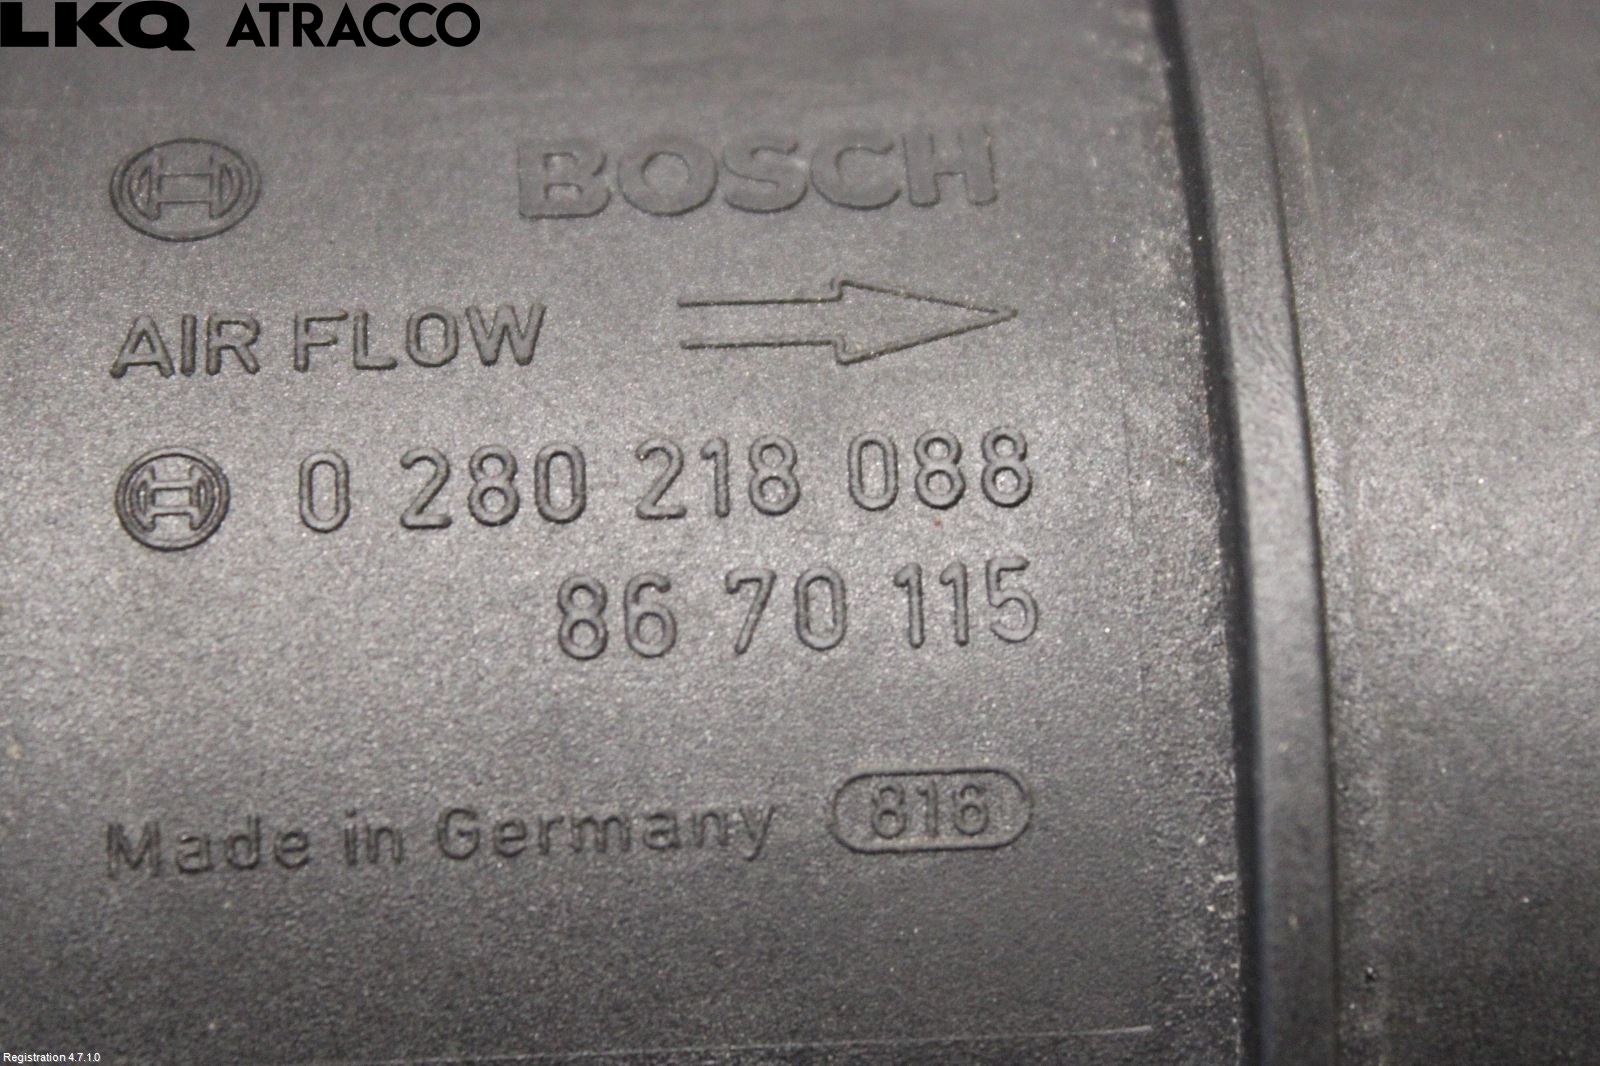 LKQ ATRACCO
BOSCH
AIR FLOW
0 280 218 088
86 70 115
Made in Germany 816
Registration 4.7.1.0